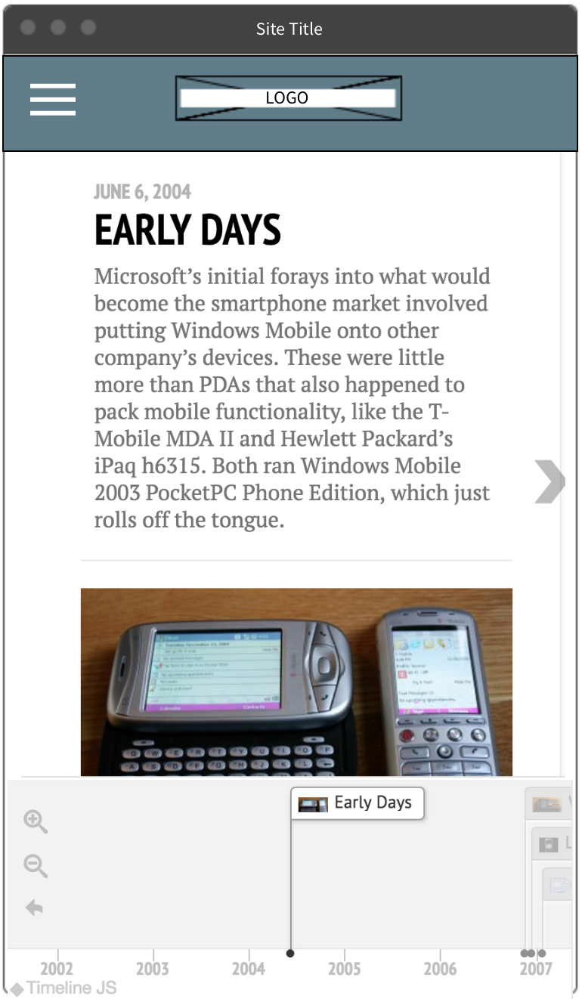 Site Title
LOGO
JUNE 6, 2004
EARLY DAYS
Microsoft’s initial forays into what would
become the smartphone market involved
putting Windows Mobile onto other
company’s devices. These were little
more than PDAs that also happened to
pack mobile functionality, like the T-
Mobile MDA II and Hewlett Packard’s
iPaq h6315. Both ran Windows Mobile
2003 PocketPC Phone Edition, which just
rolls off the tongue.
Calendar Contacts
Q W E R T Y U I O P
Early Days
2002 2003 2004 2005 2006 2007
Timeline JS